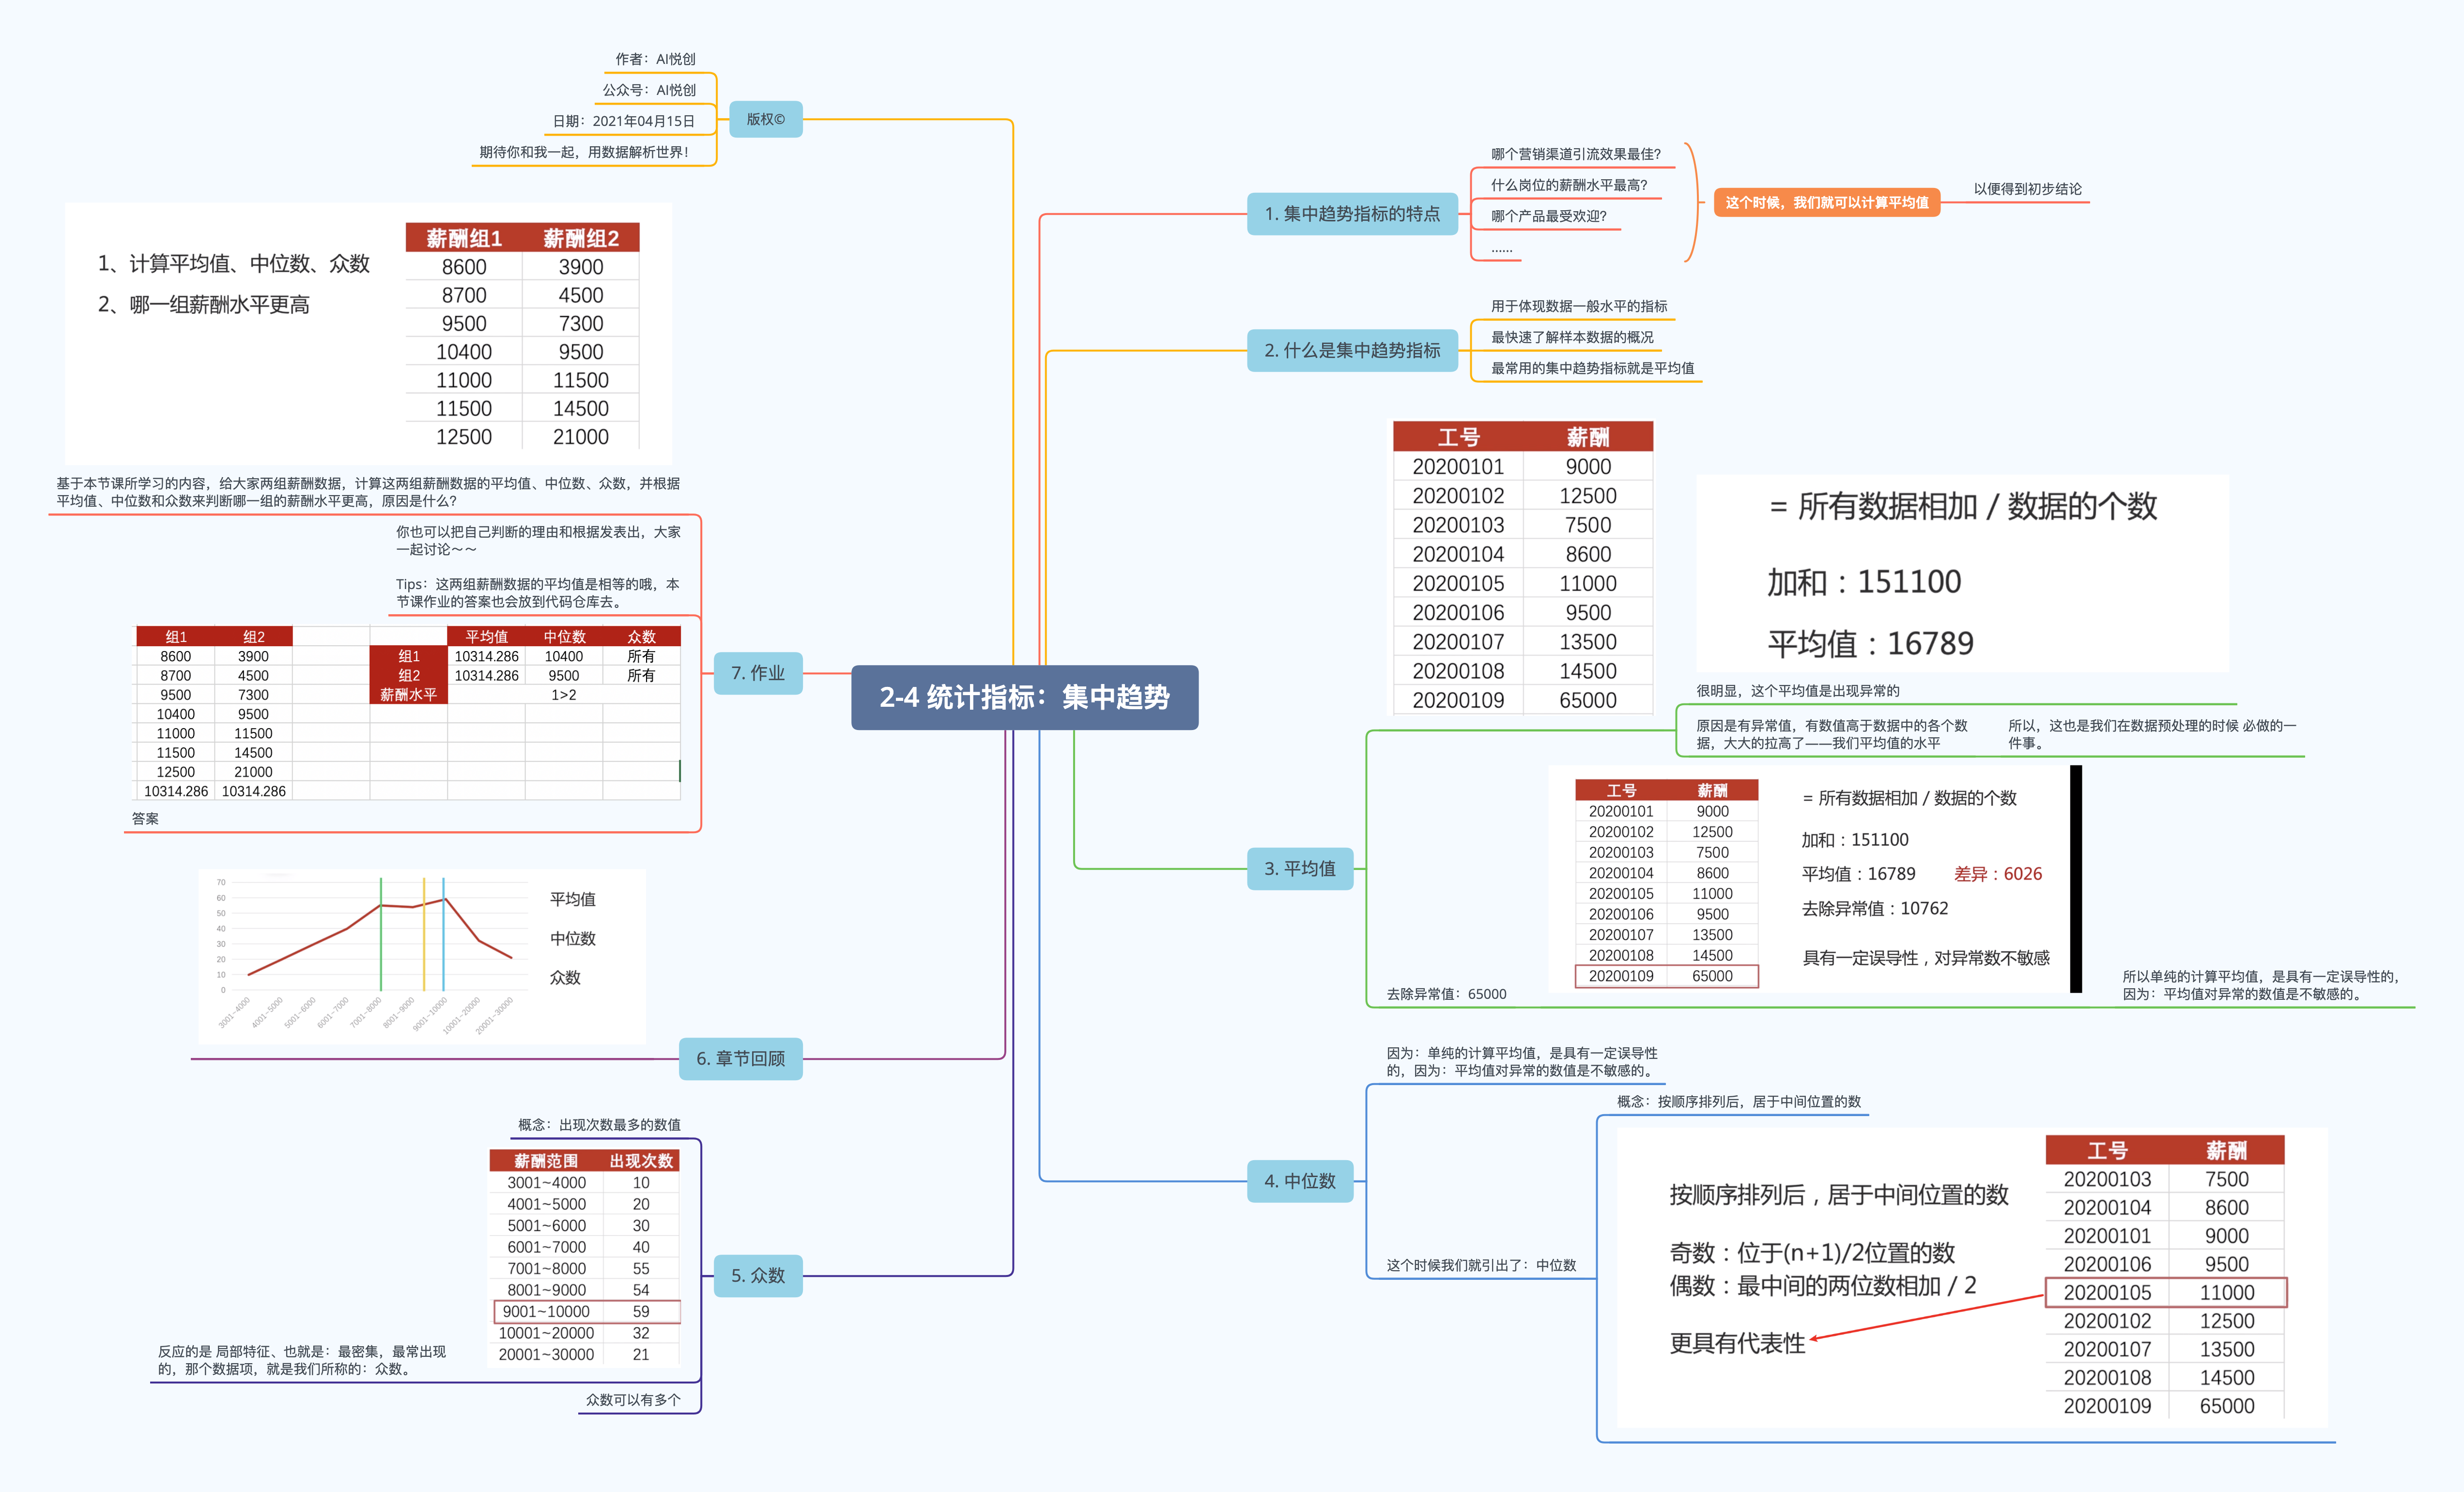 2-4 统计指标：集中趋势
版权©
作者：AI悦创
公众号：AI悦创
日期：2021年04月15日
期待你和我一起，用数据解析世界！
1. 集中趋势指标的特点
哪个营销渠道引流效果最佳？
什么岗位的薪酬水平最高？
哪个产品最受欢迎？
……
这个时候，我们就可以计算平均值
以便得到初步结论
2. 什么是集中趋势指标
用于体现数据一般水平的指标
最快速了解样本数据的概况
最常用的集中趋势指标就是平均值
3. 平均值
工号 薪酬
20200101 9000
20200102 12500
20200103 7500
20200104 8600
20200105 11000
20200106 9500
20200107 13500
20200108 14500
20200109 65000
= 所有数据相加 / 数据的个数
加和：151100
平均值：16789
很明显，这个平均值是出现异常的
原因是有异常值，有数值高于数据中的各个数
据，大大的拉高了——我们平均值的水平
所以，这也是我们在数据预处理的时候 必做的一
件事。
去除异常值：65000
工号 薪酬
20200101 9000
20200102 12500
20200103 7500
20200104 8600
20200105 11000
20200106 9500
20200107 13500
20200108 14500
20200109 65000
= 所有数据相加 / 数据的个数
加和：151100
平均值：16789 差异：6026
去除异常值：10762
具有一定误导性，对异常数不敏感
所以单纯的计算平均值，是具有一定误导性的，
因为：平均值对异常的数值是不敏感的。
4. 中位数
因为：单纯的计算平均值，是具有一定误导性
的，因为：平均值对异常的数值是不敏感的。
这个时候我们就引出了：中位数
概念：按顺序排列后，居于中间位置的数
按顺序排列后，居于中间位置的数
奇数：位于(n+1)/2位置的数
偶数：最中间的两位数相加 / 2
更具有代表性
工号 薪酬
20200103 7500
20200104 8600
20200101 9000
20200106 9500
20200105 11000
20200102 12500
20200107 13500
20200108 14500
20200109 65000
5. 众数
概念：出现次数最多的数值
薪酬范围 出现次数
3001~4000 10
4001~5000 20
5001~6000 30
6001~7000 40
7001~8000 55
8001~9000 54
9001~10000 59
10001~20000 32
20001~30000 21
反应的是 局部特征、也就是：最密集，最常出现
的，那个数据项，就是我们所称的：众数。
众数可以有多个
6. 章节回顾
70
60
50
40
30
20
10
0
3001~4000
4001~5000
5001~6000
6001~7000
7001~8000
8001~9000
9001~10000
10001~20000
20001~30000
平均值
中位数
众数
7. 作业
1、计算平均值、中位数、众数
2、哪一组薪酬水平更高
薪酬组1 薪酬组2
8600 3900
8700 4500
9500 7300
10400 9500
11000 11500
11500 14500
12500 21000
基于本节课所学习的内容，给大家两组薪酬数据，计算这两组薪酬数据的平均值、中位数、众数，并根据
平均值、中位数和众数来判断哪一组的薪酬水平更高，原因是什么？
你也可以把自己判断的理由和根据发表出，大家
一起讨论～～
Tips：这两组薪酬数据的平均值是相等的哦，本
节课作业的答案也会放到代码仓库去。
组1 组2 平均值 中位数 众数
8600 3900 组1 10314.286 10400 所有
8700 4500 组2 10314.286 9500 所有
9500 7300 薪酬水平 1>2
10400 9500
11000 11500
11500 14500
12500 21000
10314.286 10314.286
答案